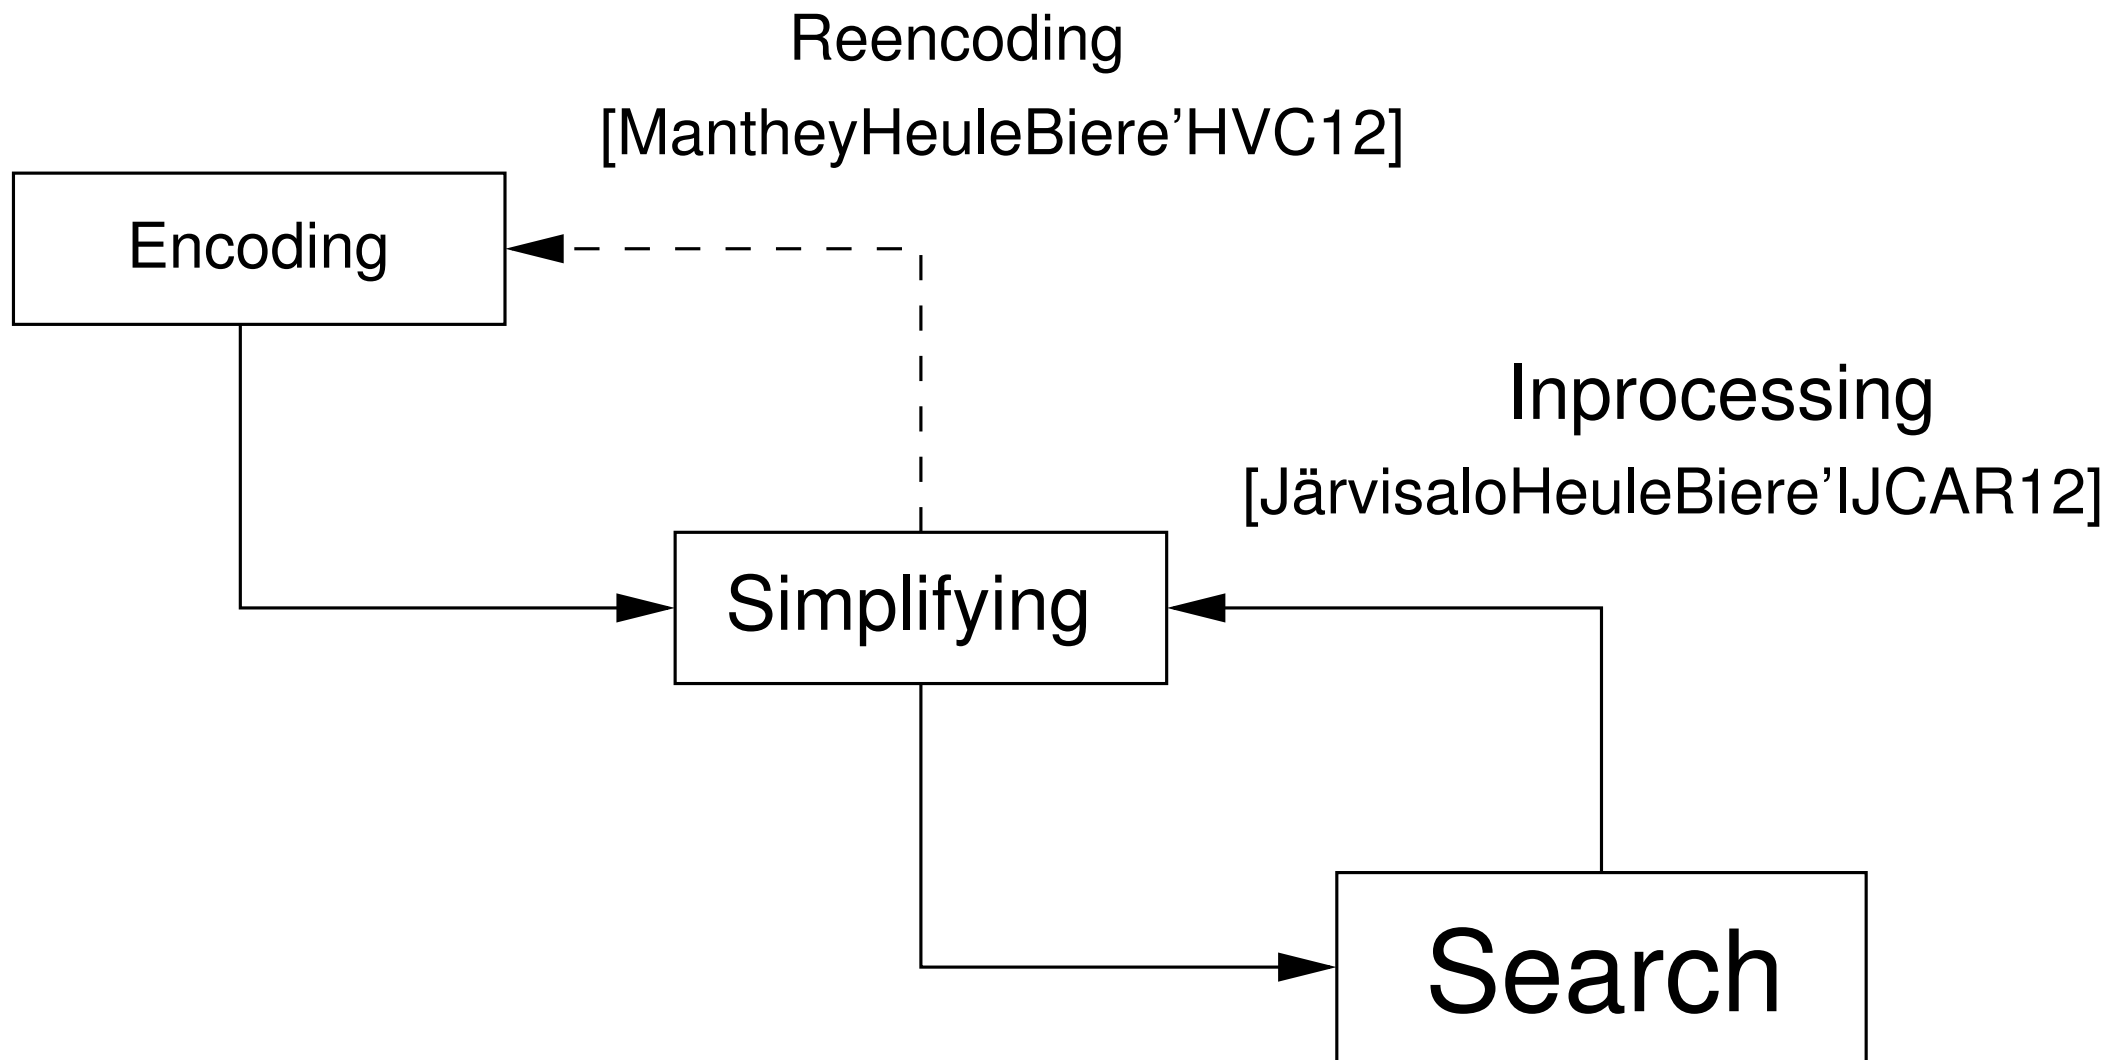 Reencoding
[MantheyHeuleBiere’HVC12]
Encoding
Inprocessing
[JärvisaloHeuleBiere’IJCAR12]
Simplifying
Search